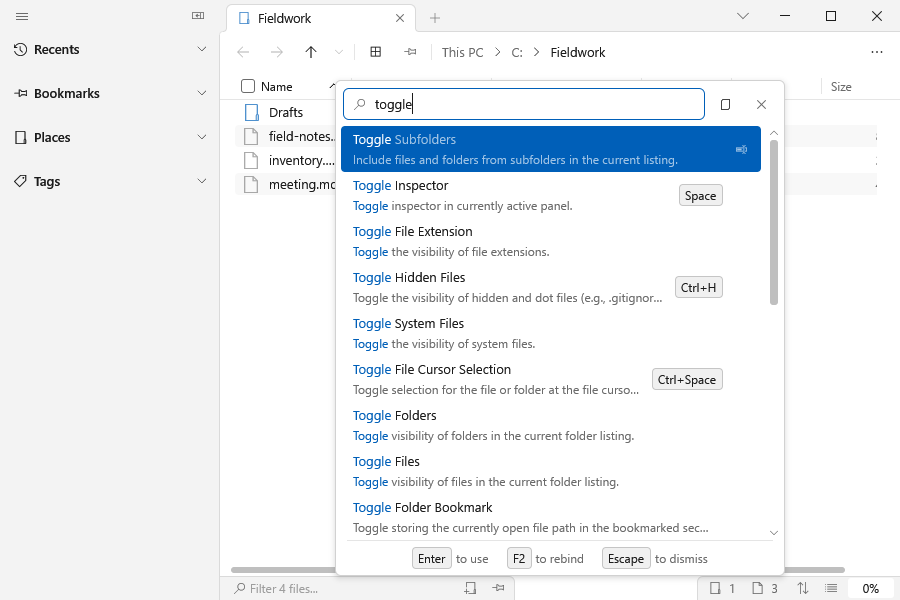 Fieldwork
Recents
This PC
C:
Fieldwork
Bookmarks
Name
Size
Places
Drafts
field-notes...
inventory....
meeting.md
Tags
toggle
Toggle Subfolders
Include files and folders from subfolders in the current listing.
Toggle Inspector
Toggle inspector in currently active panel.
Space
Toggle File Extension
Toggle the visibility of file extensions.
Toggle Hidden Files
Toggle the visibility of hidden and dot files (e.g., .gitignor...
Ctrl+H
Toggle System Files
Toggle the visibility of system files.
Toggle File Cursor Selection
Toggle selection for the file or folder at the file curso...
Ctrl+Space
Toggle Folders
Toggle visibility of folders in the current folder listing.
Toggle Files
Toggle visibility of files in the current folder listing.
Toggle Folder Bookmark
Toggle storing the currently open file path in the bookmarked sec...
Enter to use
F2 to rebind
Escape to dismiss
Filter 4 files...
1
3
0%